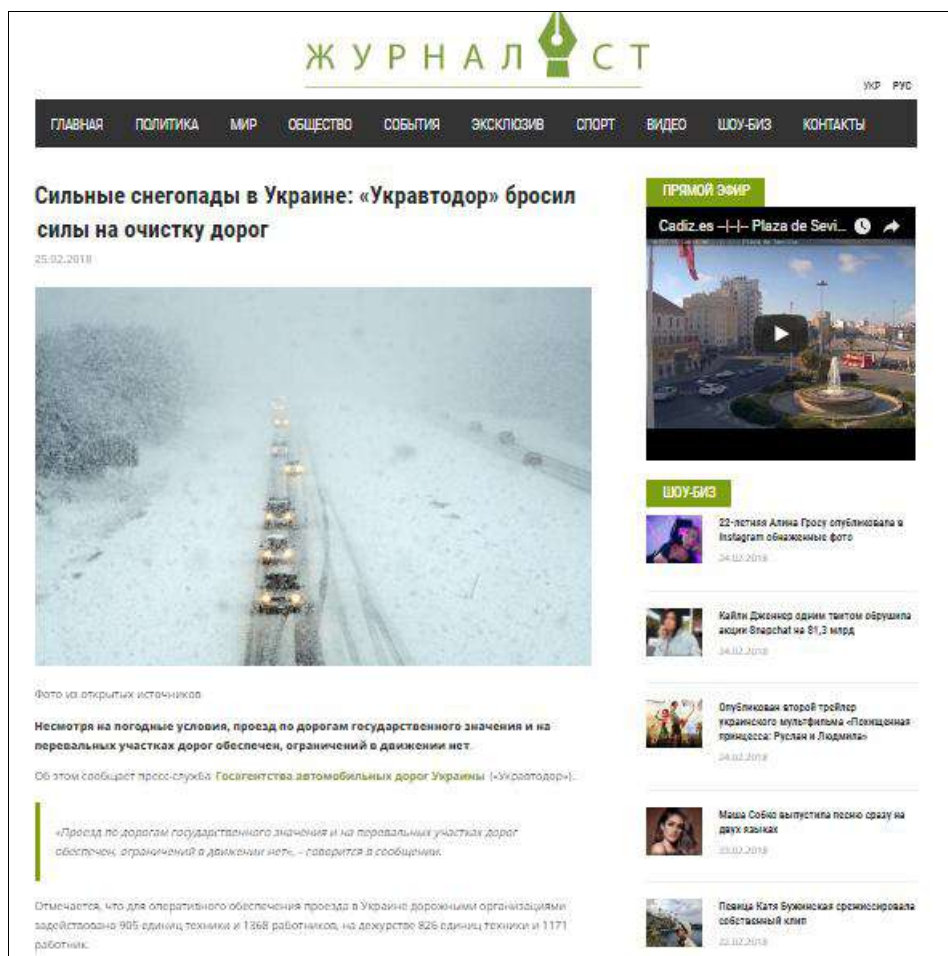 ЖУРНАЛ СТ
УКР РУС
ГЛАВНАЯ ПОЛИТИКА МИР ОБЩЕСТВО СОБЫТИЯ ЭКСКЛЮЗИВ СПОРТ ВИДЕО ШОУ-БИЗ КОНТАКТЫ
Сильные снегопады в Украине: «Укравтодор» бросил
силы на очистку дорог
25.02.2018
Фото из открытых источников
Несмотря на погодные условия, проезд по дорогам государственного значения и на
перевальных участках дорог обеспечен, ограничений в движении нет.
Об этом сообщает пресс-служба Госагентства автомобильных дорог Украины («Укравтодор»).
«Проезд по дорогам государственного значения и на перевальных участках дорог
обеспечен, ограничений в движении нет», - говорится в сообщении.
Отмечается, что для оперативного обеспечения проезда в Украине дорожными организациями
задействовано 905 единиц техники и 1368 работников, на дежурстве 826 единиц техники и 1171
работник.
ПРЯМОЙ ЭФИР
Cadiz.es --|--|-- Plaza de Sevi...
ШОУ-БИЗ
22-летняя Алина Гросу опубликовала в
Instagram обнаженные фото
24.02.2018
Кайли Дженнер одним твитом обрушила
акции Snapchat на $1,3 млрд
24.02.2018
Опубликован второй трейлер
украинского мультфильма «Похищенная
принцесса: Руслан и Людмила»
24.02.2018
Маша Собко выпустила песню сразу на
двух языках
23.02.2018
Певица Катя Бужинская срежиссировала
собственный клип
22.02.2018